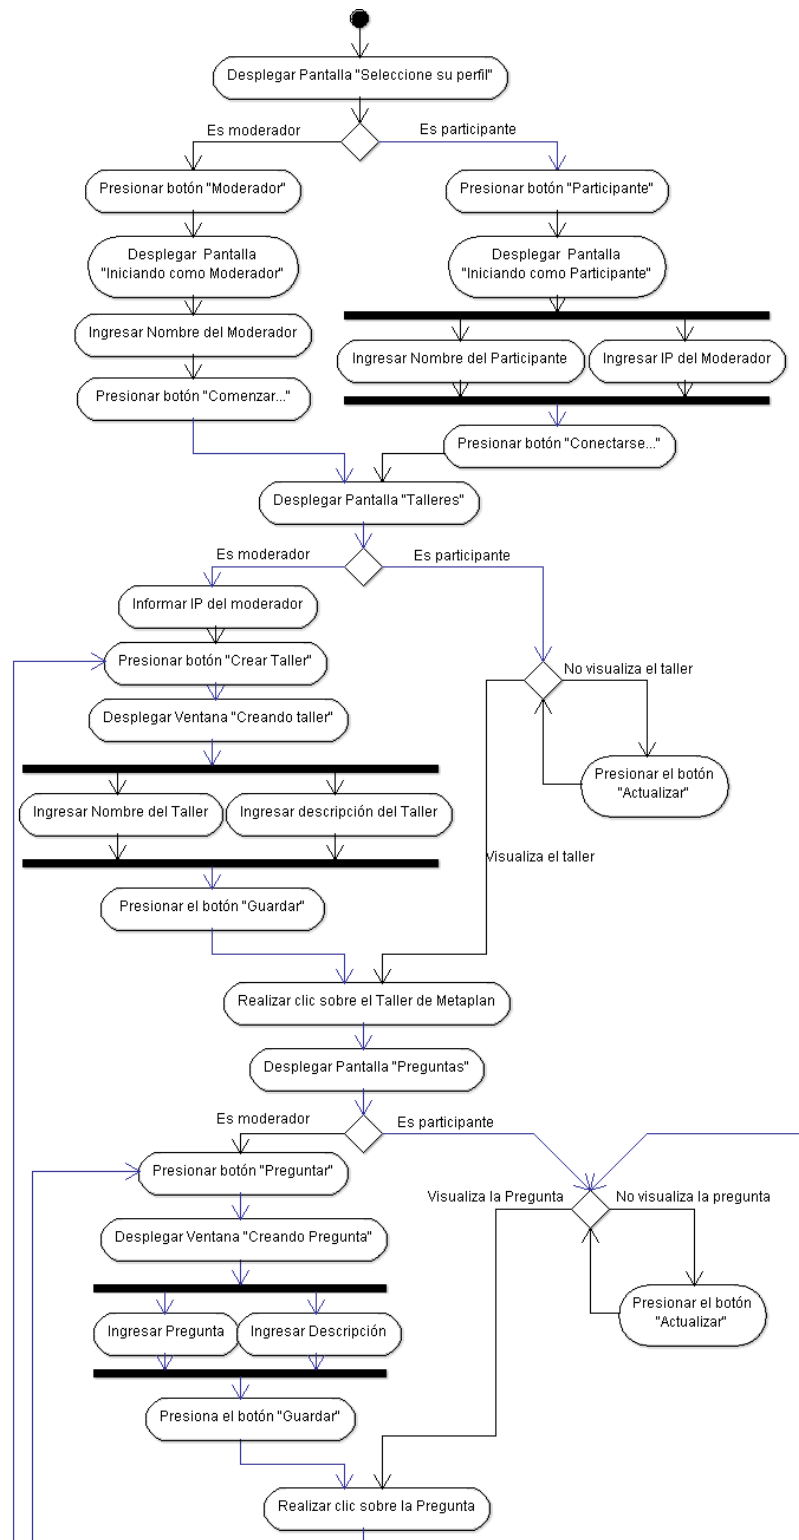 Desplegar Pantalla "Seleccione su perfil"
Es moderador
Es participante
Presionar botón "Moderador"
Presionar botón "Participante"
Desplegar Pantalla
"Iniciando como Moderador"
Desplegar Pantalla
"Iniciando como Participante"
Ingresar Nombre del Moderador
Ingresar Nombre del Participante
Ingresar IP del Moderador
Presionar botón "Comenzar..."
Presionar botón "Conectarse..."
Desplegar Pantalla "Talleres"
Es moderador
Es participante
Informar IP del moderador
Presionar botón "Crear Taller"
No visualiza el taller
Desplegar Ventana "Creando taller"
Presionar el botón
"Actualizar"
Ingresar Nombre del Taller
Ingresar descripción del Taller
Visualiza el taller
Presionar el botón "Guardar"
Realizar clic sobre el Taller de Metaplan
Desplegar Pantalla "Preguntas"
Es moderador
Es participante
Presionar botón "Preguntar"
Visualiza la Pregunta
No visualiza la pregunta
Desplegar Ventana "Creando Pregunta"
Presionar el botón
"Actualizar"
Ingresar Pregunta
Ingresar Descripción
Presiona el botón "Guardar"
Realizar clic sobre la Pregunta